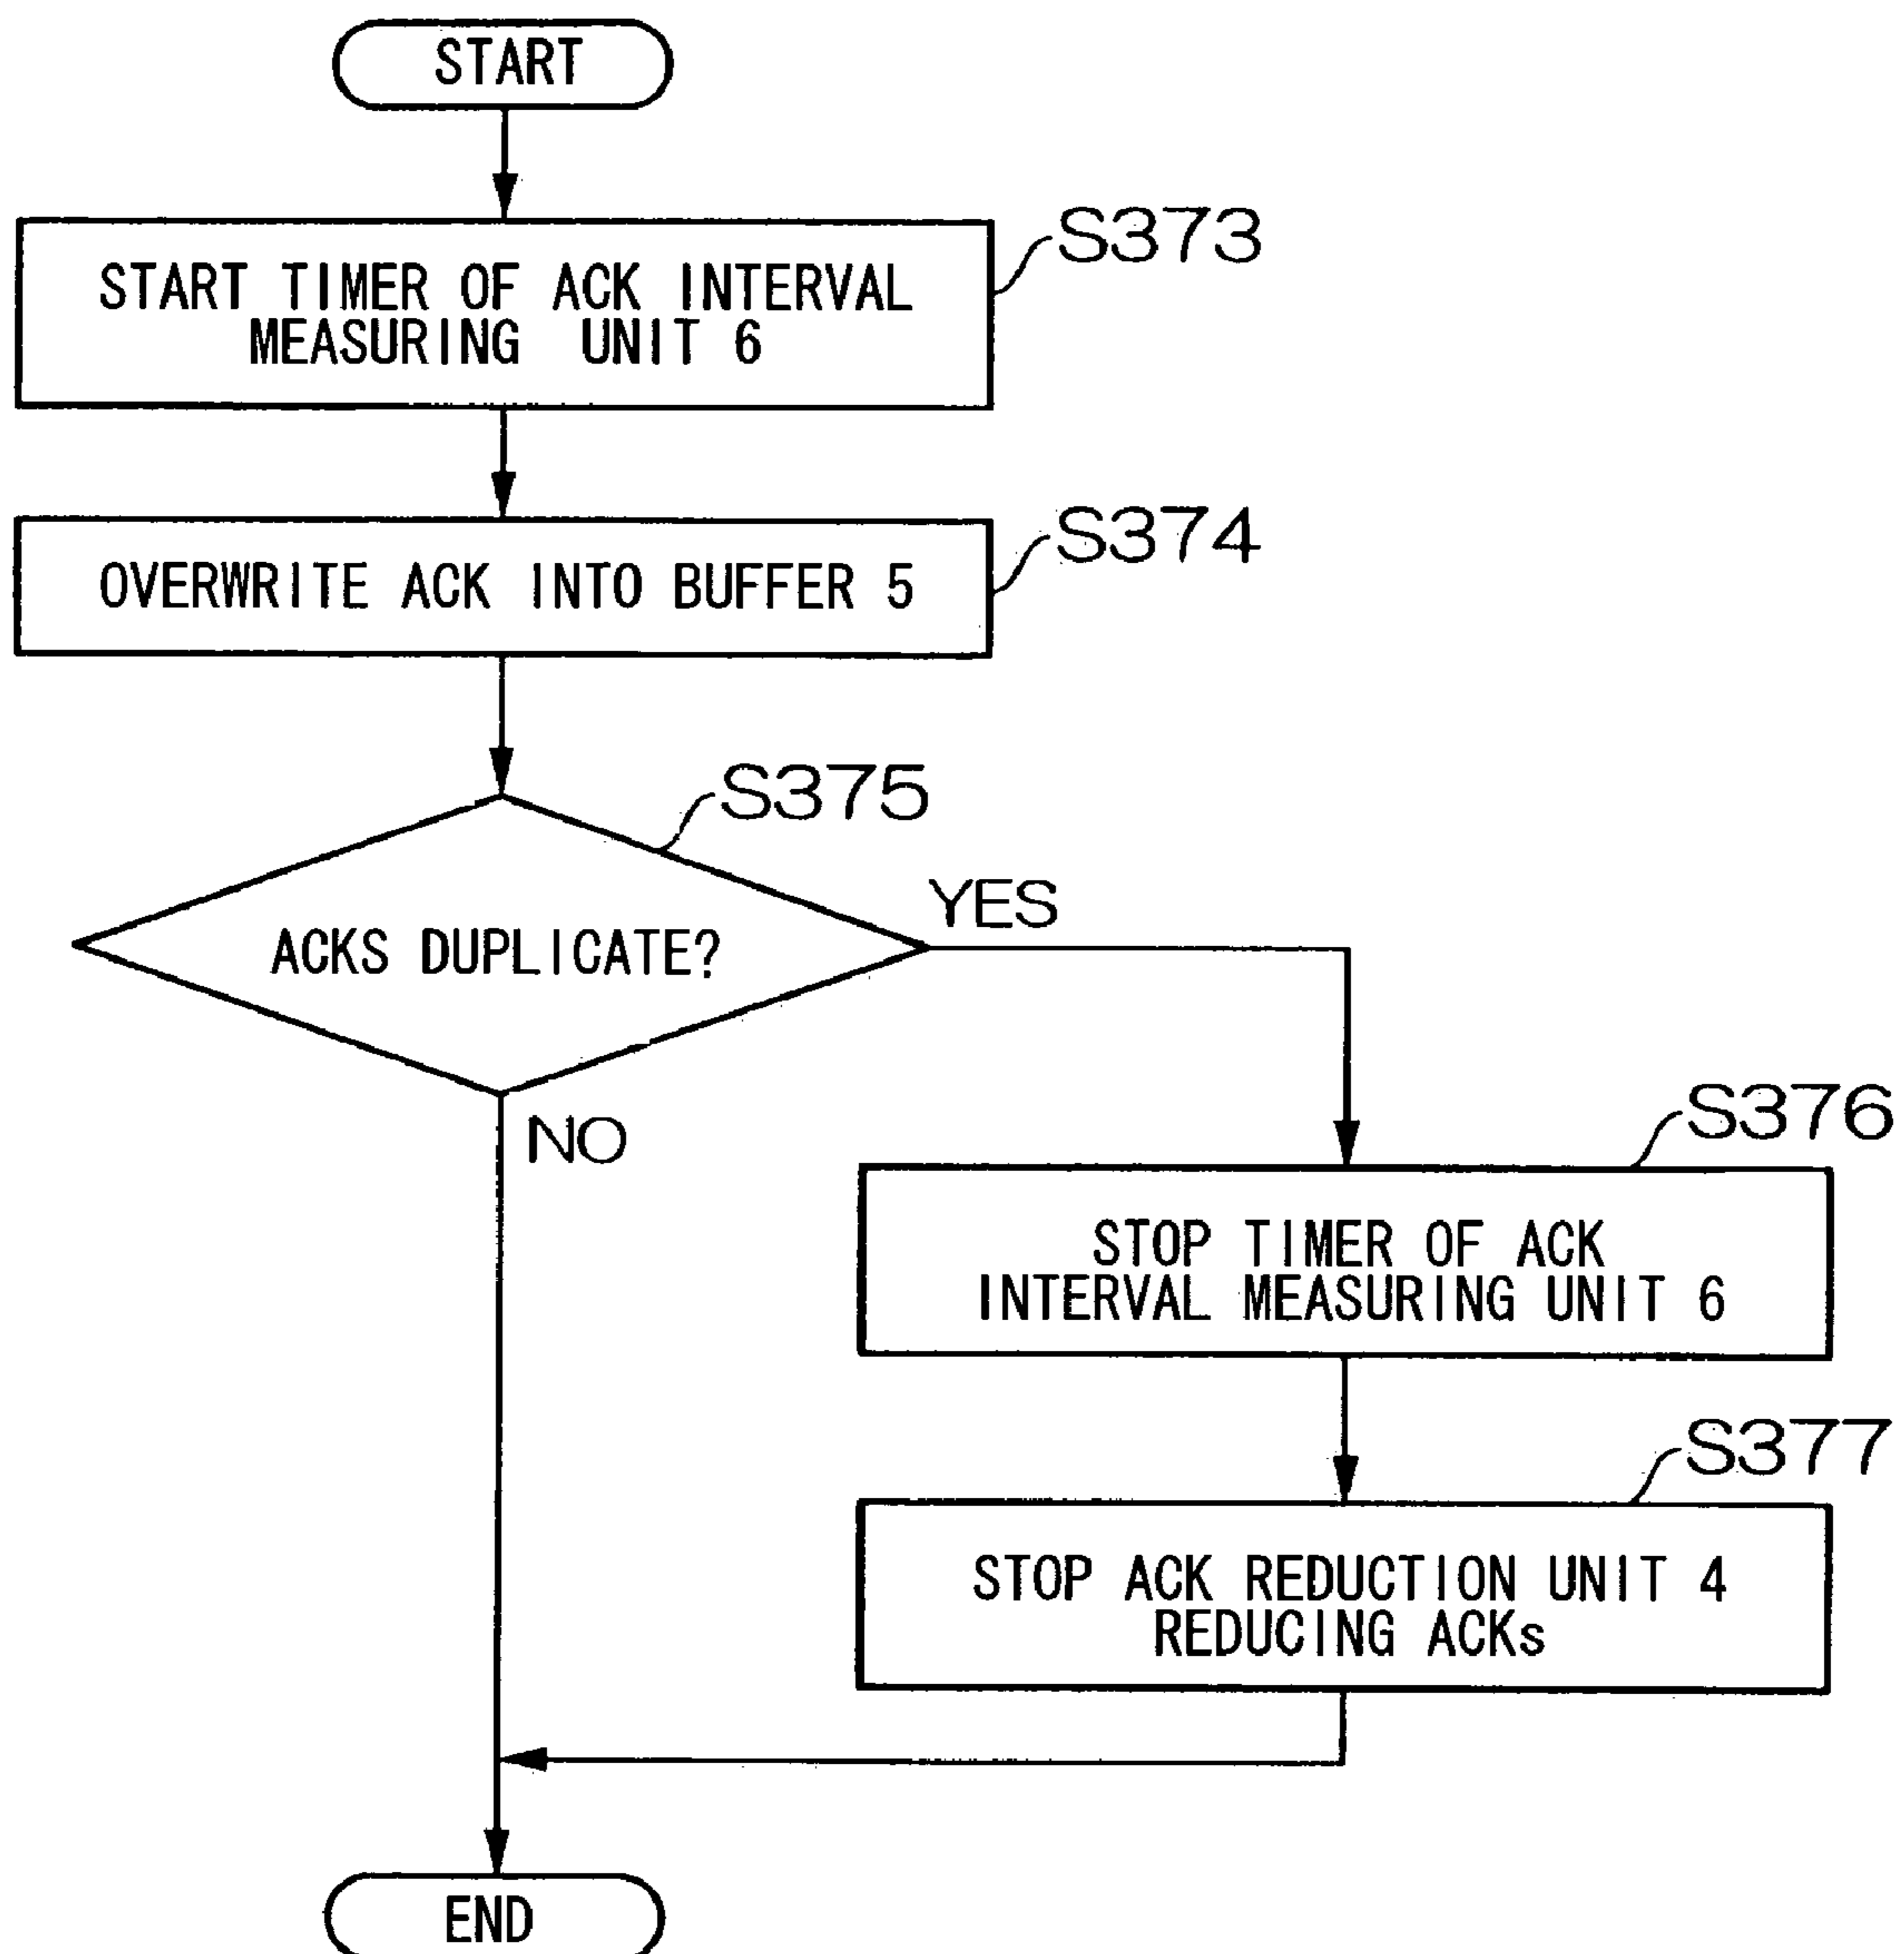 START
S373
START TIMER OF ACK INTERVAL
MEASURING UNIT 6
S374
OVERWRITE ACK INTO BUFFER 5
S375
ACKS DUPLICATE?
YES
NO
S376
STOP TIMER OF ACK
INTERVAL MEASURING UNIT 6
S377
STOP ACK REDUCTION UNIT 4
REDUCING ACKs
END